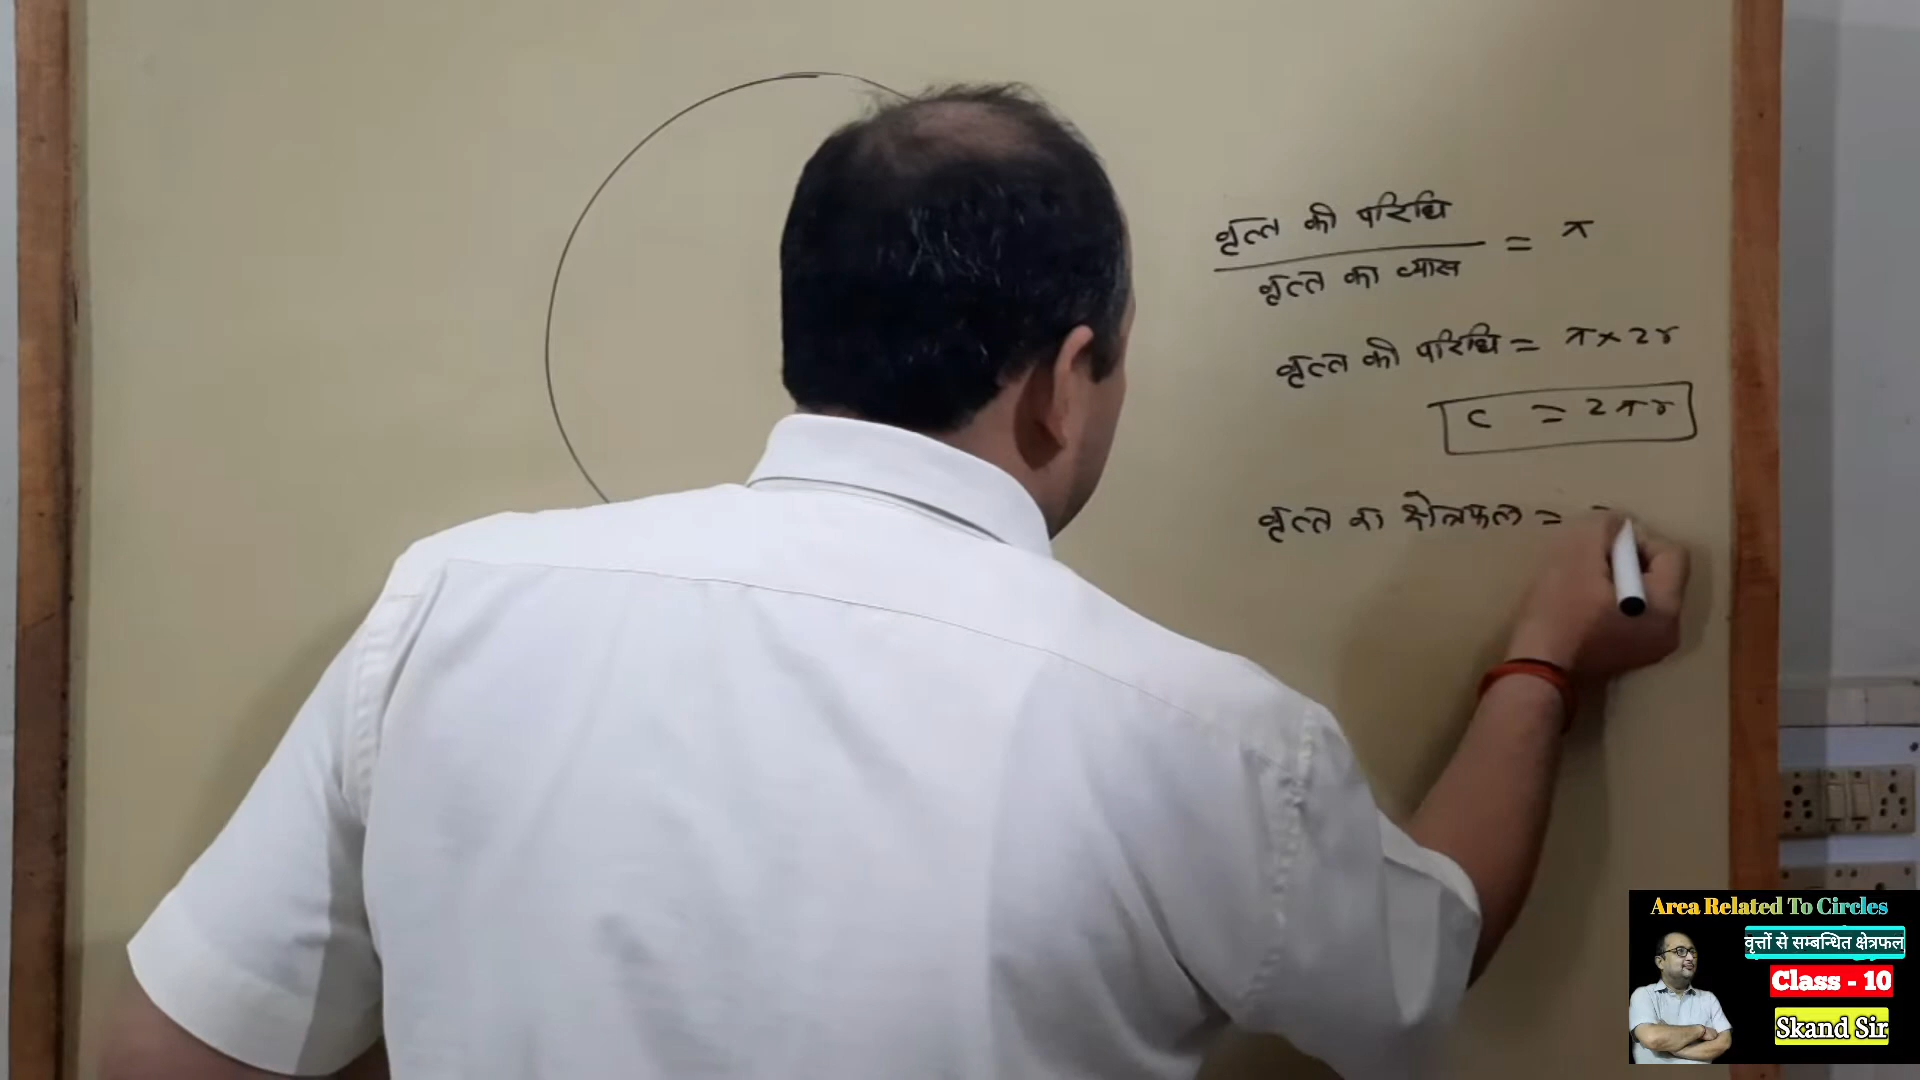 वृत्त की परिधि
वृत्त का व्यास
= π
वृत्त की परिधि = π × 2r
C = 2πr
वृत्त का क्षेत्रफल =
Area Related To Circles
वृत्तों से सम्बन्धित क्षेत्रफल
Class - 10
Skand Sir